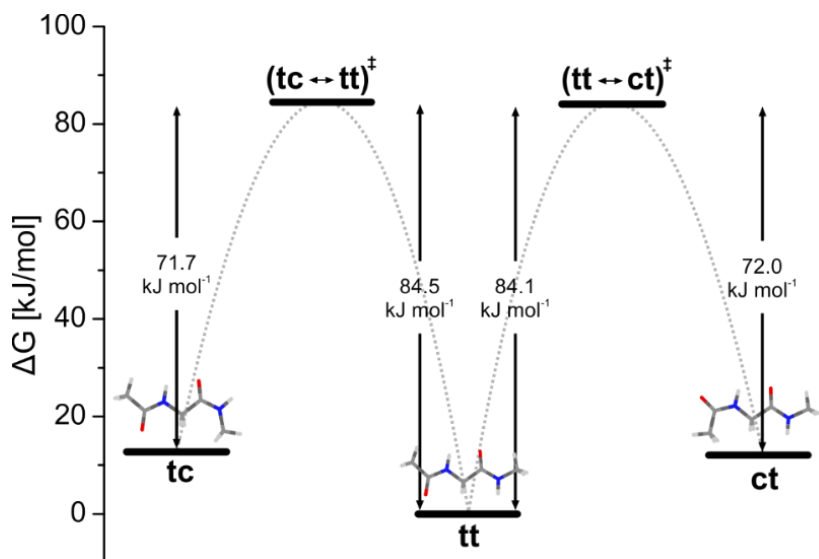 100
80
60
40
20
0
ΔG [kJ/mol]
(tc ↔ tt)‡
(tt ↔ ct)‡
71.7
kJ mol⁻¹
84.5
kJ mol⁻¹
84.1
kJ mol⁻¹
72.0
kJ mol⁻¹
tc
tt
ct